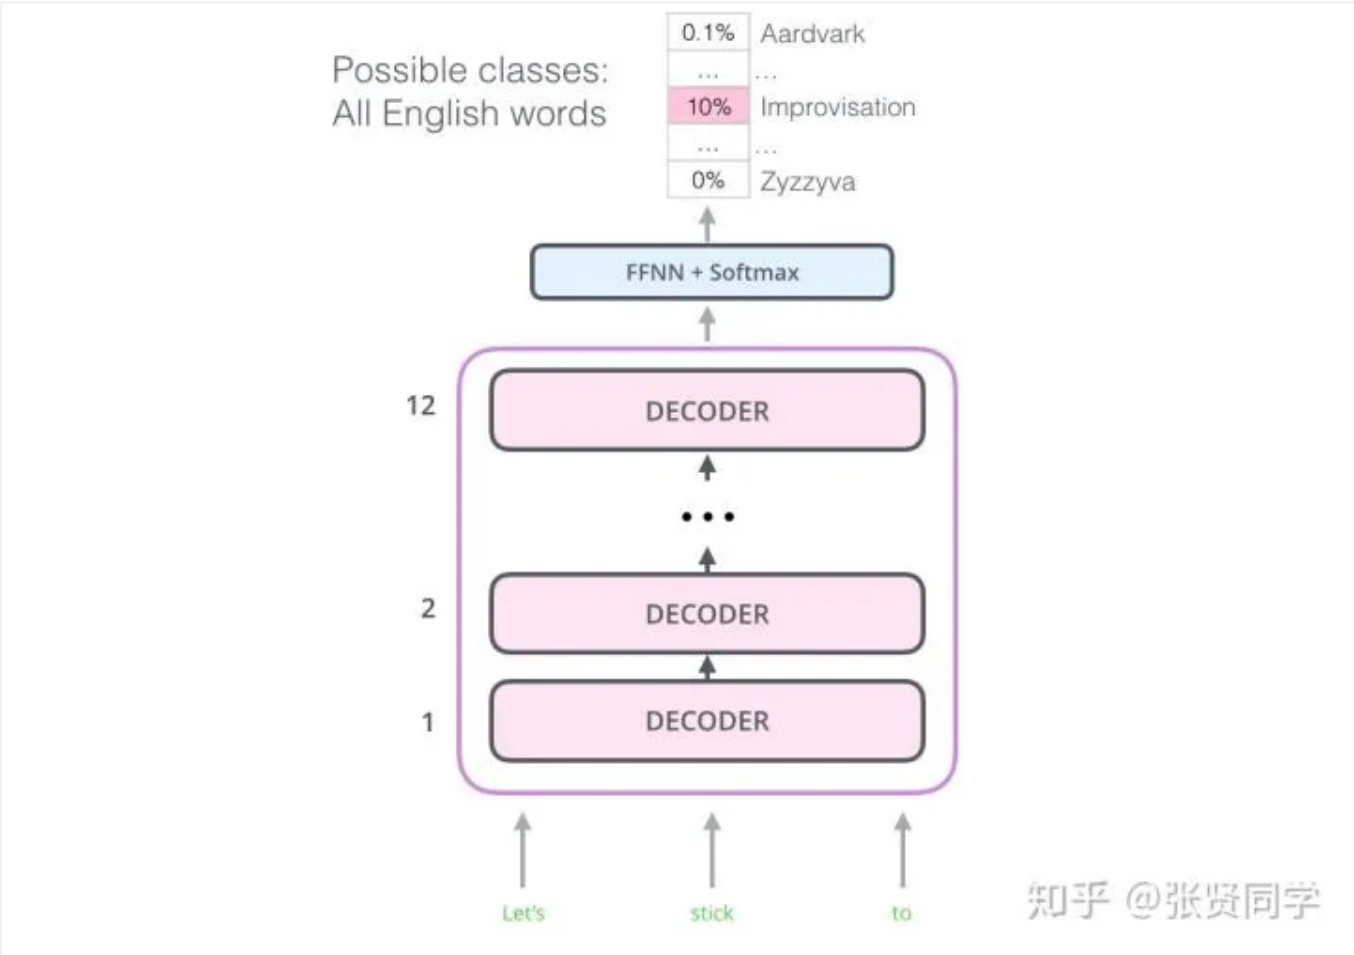 0.1% Aardvark
... ...
Possible classes:
All English words
10% Improvisation
... ...
0% Zyzzyva
FFNN + Softmax
12 DECODER
...
2 DECODER
1 DECODER
Let's stick to
知乎 @张贤同学